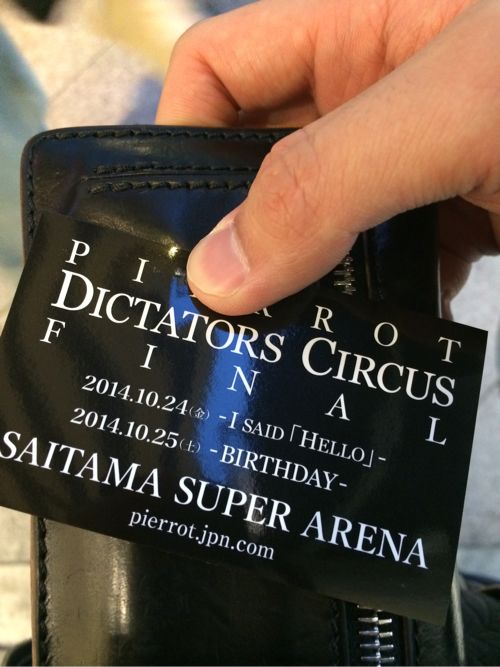 P I R R O T
DICTATORS CIRCUS
F I N A L
2014.10.24(金) -I SAID「HELLO」-
2014.10.25(土) -BIRTHDAY-
SAITAMA SUPER ARENA
pierrot.jpn.com